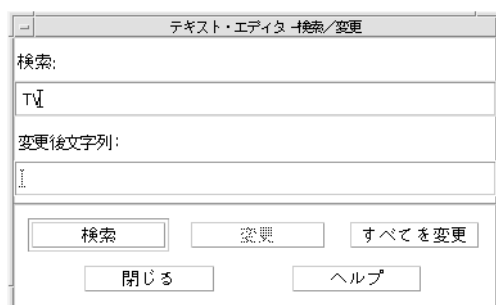 テキスト・エディタ-検索/変更
検索:
TV
変更後文字列:
検索 変更 すべてを変更
閉じる ヘルプ